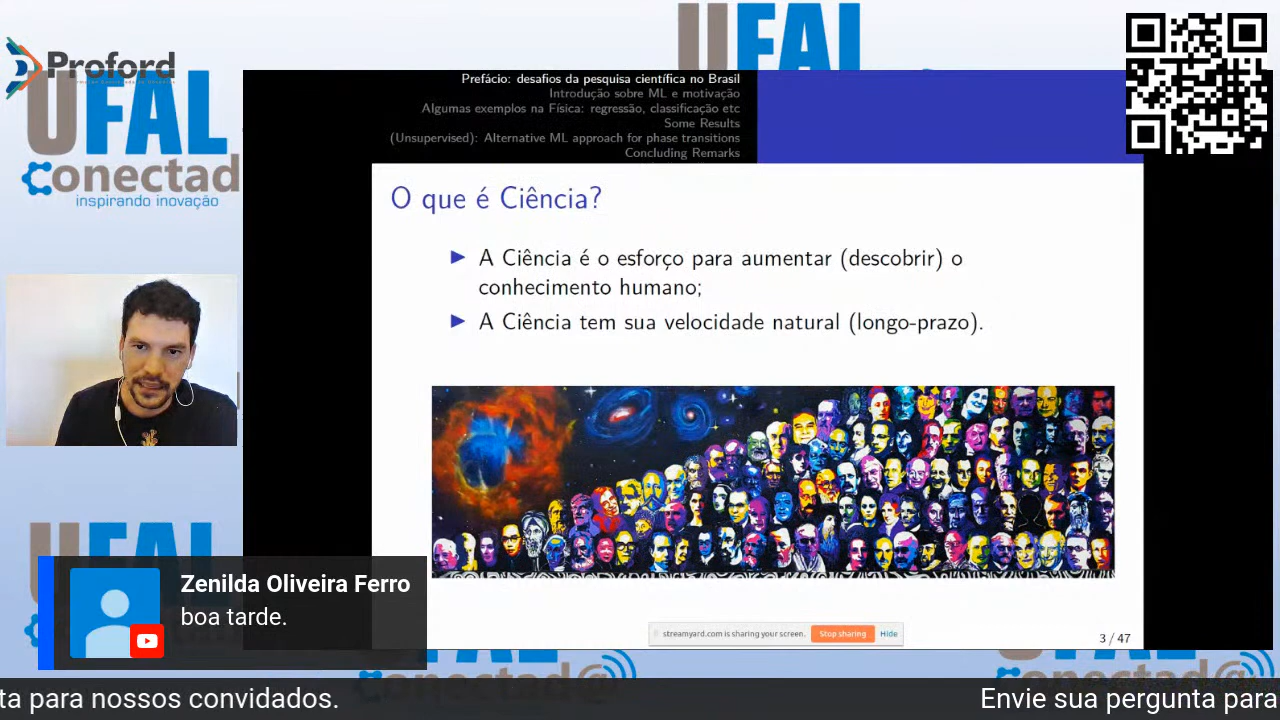 UFAL
Proford
UFAL
Conectad
inspirando inovação
Prefácio: desafios da pesquisa científica no Brasil
Introdução sobre ML e motivação
Algumas exemplos na Física: regressão, classificação etc
Some Results
(Unsupervised): Alternative ML approach for phase transitions
Concluding Remarks
O que é Ciência?
A Ciência é o esforço para aumentar (descobrir) o
conhecimento humano;
A Ciência tem sua velocidade natural (longo-prazo).
Zenilda Oliveira Ferro
boa tarde.
streamyard.com is sharing your screen. Stop sharing Hide
3 / 47
conectad@
ta para nossos convidados. Envie sua pergunta para